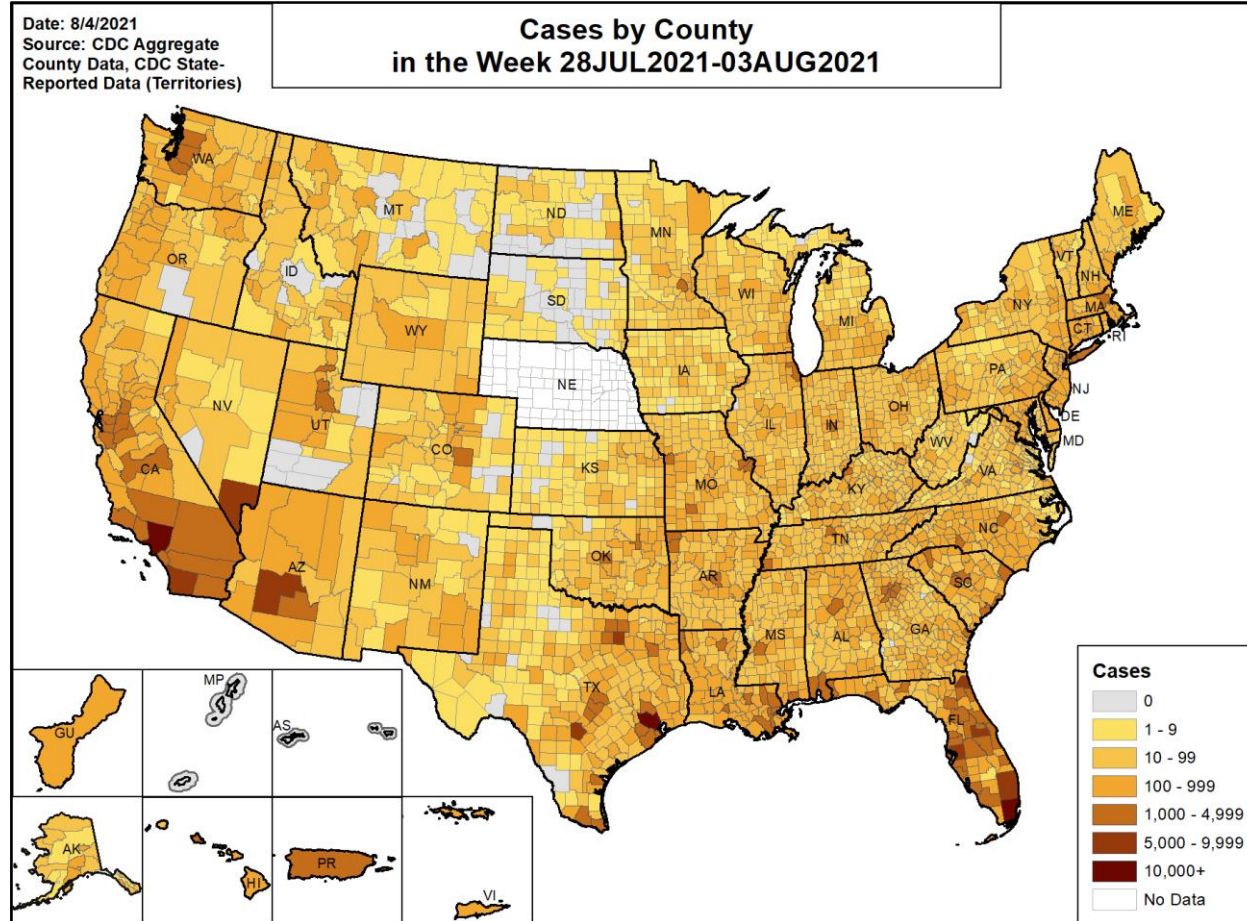 Date: 8/4/2021
Source: CDC Aggregate
County Data, CDC State-
Reported Data (Territories)
Cases by County
in the Week 28JUL2021-03AUG2021
WA
MT
ND
MN
ME
OR
ID
SD
WI
MI
VT
NH
NY
MA
CT
RI
WY
IA
NE
PA
NJ
NV
UT
CO
IL
IN
OH
DE
MD
WV
VA
CA
KS
MO
KY
NC
AZ
NM
OK
AR
TN
SC
MS
AL
GA
TX
LA
FL
GU
MP
AS
AK
HI
PR
VI
Cases
0
1 - 9
10 - 99
100 - 999
1,000 - 4,999
5,000 - 9,999
10,000+
No Data